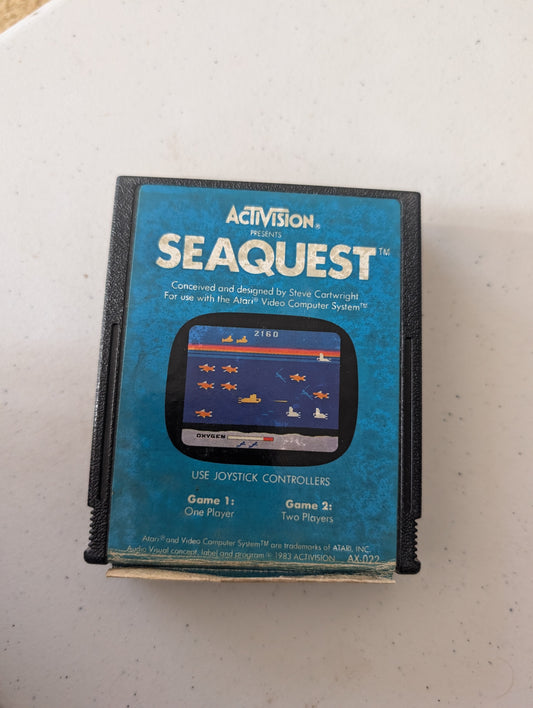 ACTIVISION®
PRESENTS
SEAQUEST™
Conceived and designed by Steve Cartwright
For use with the Atari® Video Computer System™
2160
OXYGEN
USE JOYSTICK CONTROLLERS
Game 1:
One Player
Game 2:
Two Players
Atari® and Video Computer System™ are trademarks of ATARI, INC.
Audio Visual concept, label and program © 1983 ACTIVISION AX-022